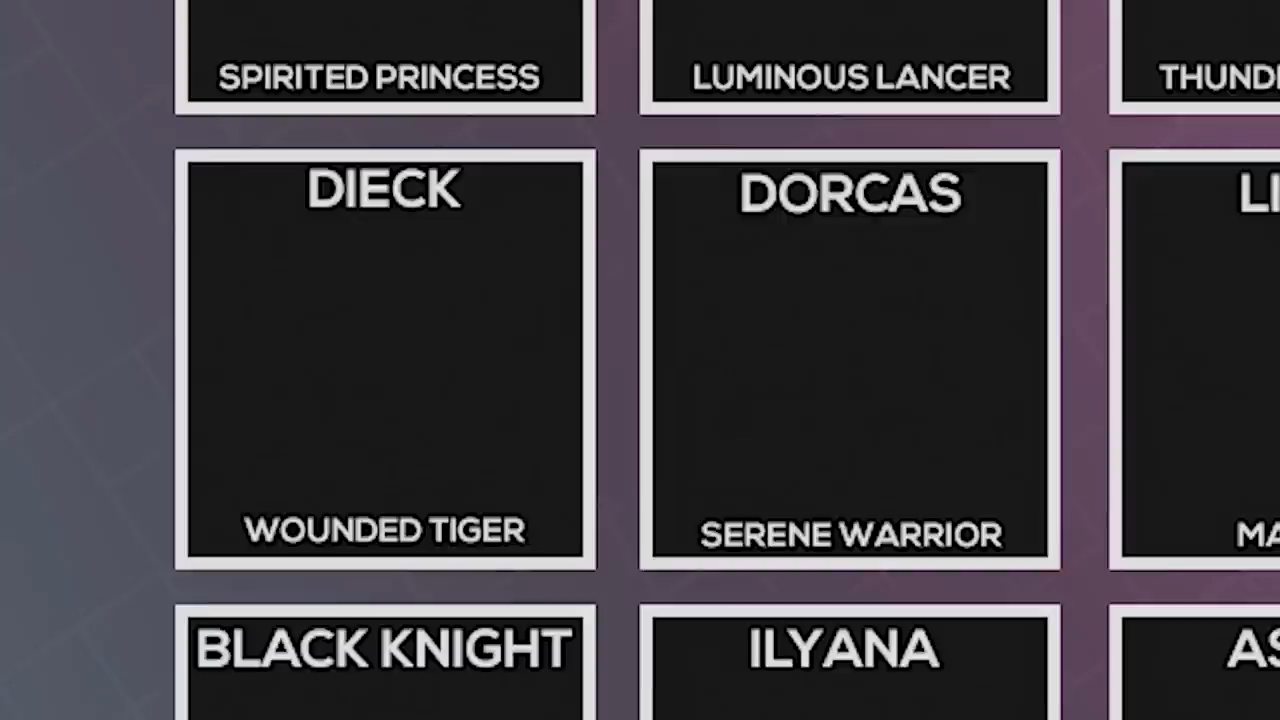 SPIRITED PRINCESS
LUMINOUS LANCER
DIECK
DORCAS
WOUNDED TIGER
SERENE WARRIOR
BLACK KNIGHT
ILYANA